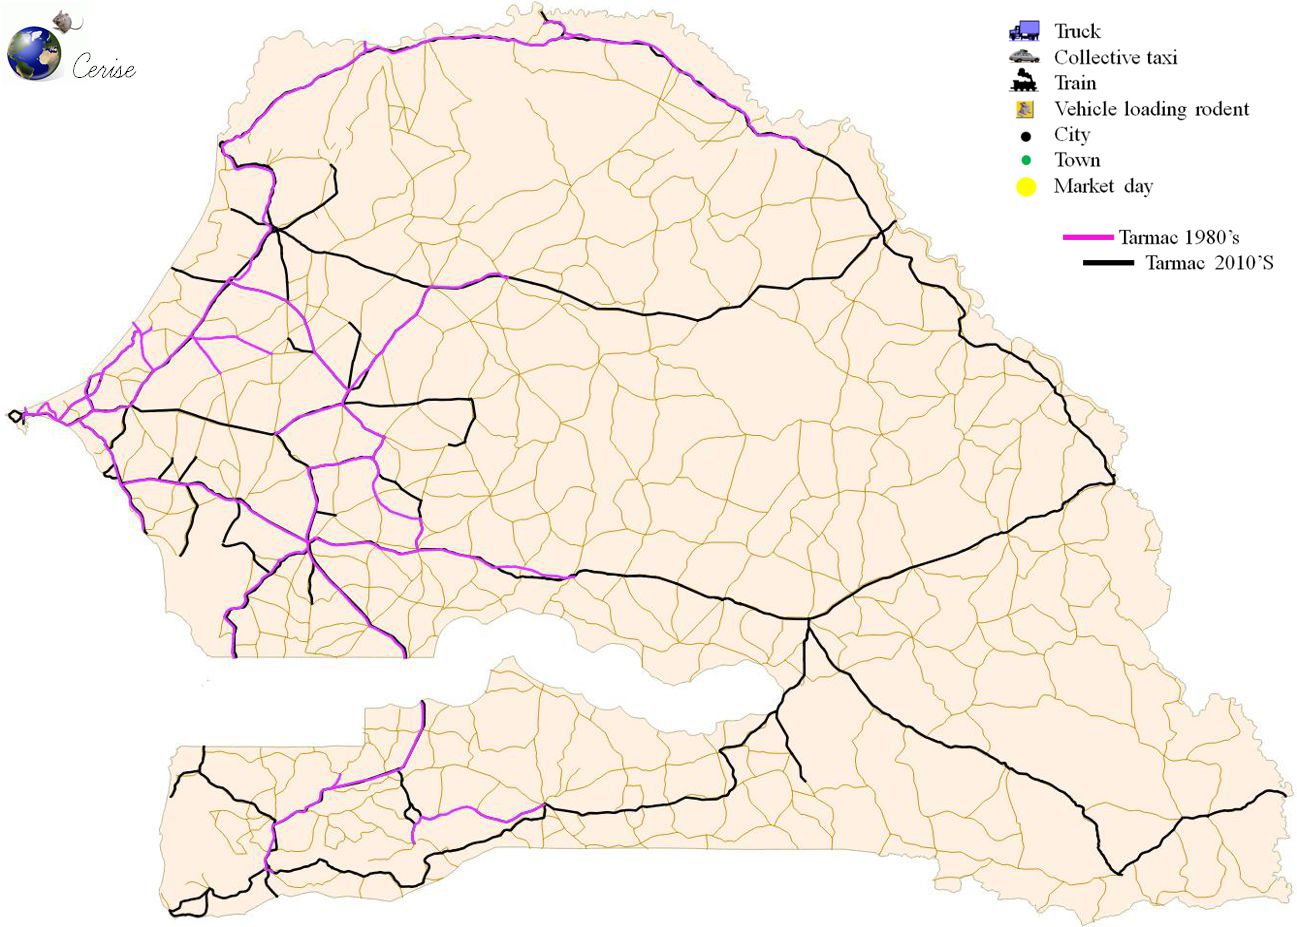 Cerise
Truck
Collective taxi
Train
Vehicle loading rodent
City
Town
Market day
Tarmac 1980's
Tarmac 2010'S